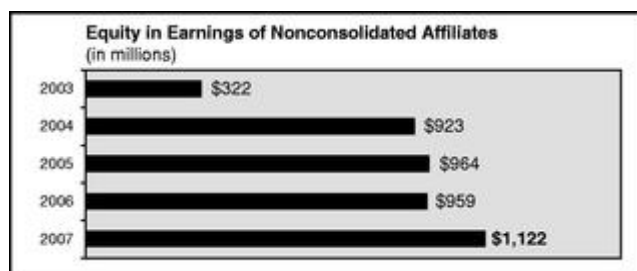 Equity in Earnings of Nonconsolidated Affiliates
(in millions)
2003 $322
2004 $923
2005 $964
2006 $959
2007 $1,122